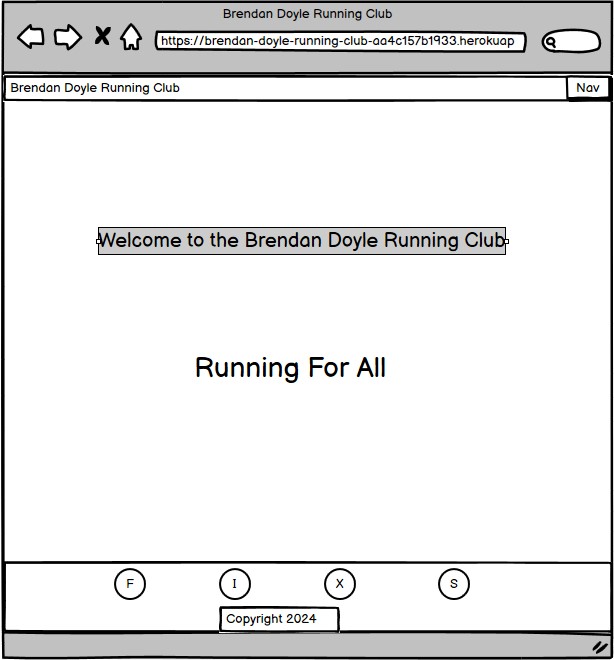 Brendan Doyle Running Club
https://brendan-doyle-running-club-aa4c157b1933.herokuap
Brendan Doyle Running Club
Nav
Welcome to the Brendan Doyle Running Club
Running For All
F
I
X
S
Copyright 2024